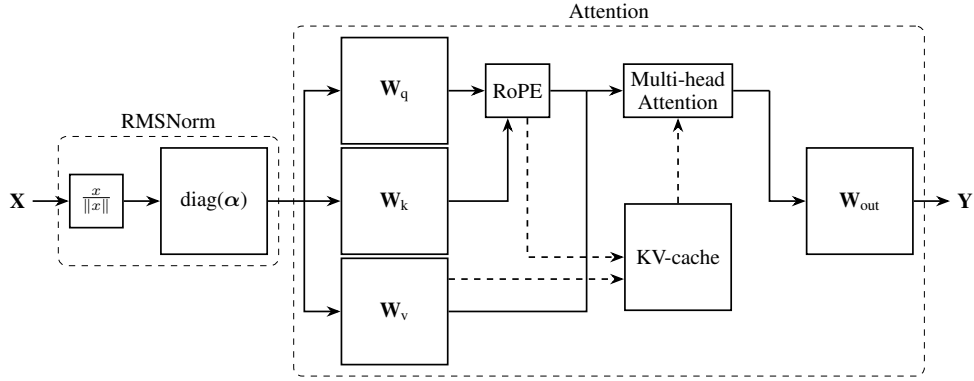 Attention
RMSNorm
X
x
‖x‖
diag(α)
W_q
W_k
W_v
RoPE
Multi-head
Attention
KV-cache
W_out
Y